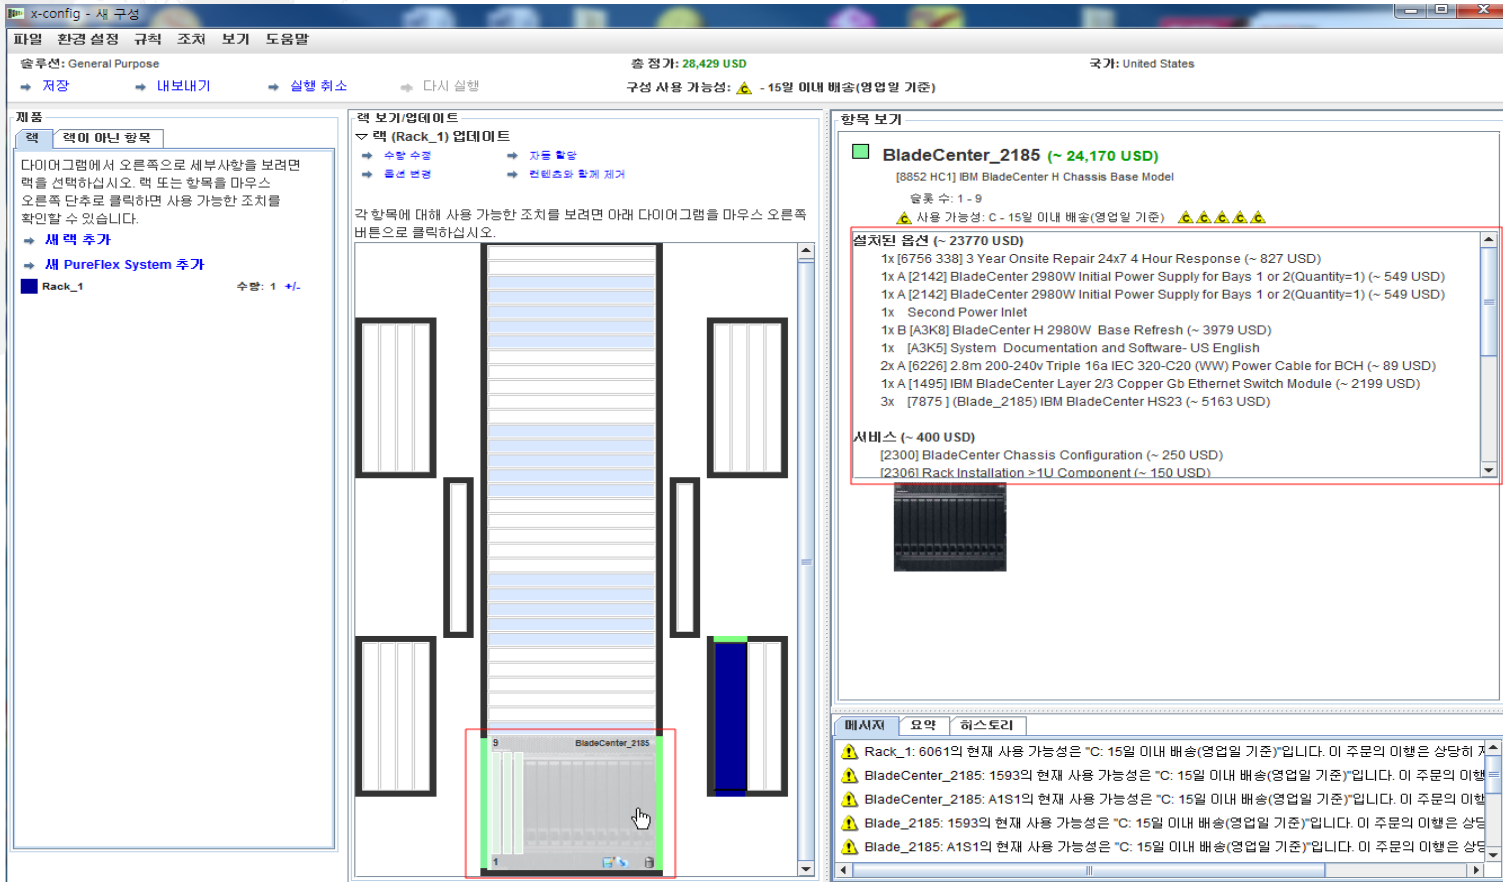 x-config - 새 구성
파일 환경 설정 규칙 조처 보기 도움말
솔루션: General Purpose
총 정가: 28,429 USD
국가: United States
저장 내보내기 실행 취소 다시 실행
구성 사용 가능성: C - 15일 이내 배송(영업일 기준)
제품
랙 랙이 아닌 항목
다이어그램에서 오른쪽으로 세부사항을 보려면
랙을 선택하십시오. 랙 또는 항목을 마우스
오른쪽 단추로 클릭하면 사용 가능한 조치를
확인할 수 있습니다.
새 랙 추가
새 PureFlex System 추가
Rack_1 수량: 1 +/-
랙 보기/업데이트
랙 (Rack_1) 업데이트
수량 수정 자동 할당
옵션 변경 컨텐츠와 함께 제거
각 항목에 대해 사용 가능한 조치를 보려면 아래 다이어그램을 마우스 오른쪽
버튼으로 클릭하십시오.
9 BladeCenter_2185
1
항목 보기
BladeCenter_2185 (~ 24,170 USD)
[8852 HC1] IBM BladeCenter H Chassis Base Model
슬롯 수: 1 - 9
C 사용 가능성: C - 15일 이내 배송(영업일 기준) C C C C C
설치된 옵션 (~ 23770 USD)
1x [6756 338] 3 Year Onsite Repair 24x7 4 Hour Response (~ 827 USD)
1x A [2142] BladeCenter 2980W Initial Power Supply for Bays 1 or 2(Quantity=1) (~ 549 USD)
1x A [2142] BladeCenter 2980W Initial Power Supply for Bays 1 or 2(Quantity=1) (~ 549 USD)
1x Second Power Inlet
1x B [A3K8] BladeCenter H 2980W Base Refresh (~ 3979 USD)
1x [A3K5] System Documentation and Software- US English
2x A [6226] 2.8m 200-240v Triple 16a IEC 320-C20 (WW) Power Cable for BCH (~ 89 USD)
1x A [1495] IBM BladeCenter Layer 2/3 Copper Gb Ethernet Switch Module (~ 2199 USD)
3x [7875 ] (Blade_2185) IBM BladeCenter HS23 (~ 5163 USD)
서비스 (~ 400 USD)
[2300] BladeCenter Chassis Configuration (~ 250 USD)
[2306] Rack Installation >1U Component (~ 150 USD)
메시지 요약 히스토리
Rack_1: 6061의 현재 사용 가능성은 "C: 15일 이내 배송(영업일 기준)"입니다. 이 주문의 이행은 상당히
BladeCenter_2185: 1593의 현재 사용 가능성은 "C: 15일 이내 배송(영업일 기준)"입니다. 이 주문의 이행
BladeCenter_2185: A1S1의 현재 사용 가능성은 "C: 15일 이내 배송(영업일 기준)"입니다. 이 주문의 이행
Blade_2185: 1593의 현재 사용 가능성은 "C: 15일 이내 배송(영업일 기준)"입니다. 이 주문의 이행은
Blade_2185: A1S1의 현재 사용 가능성은 "C: 15일 이내 배송(영업일 기준)"입니다. 이 주문의 이행은